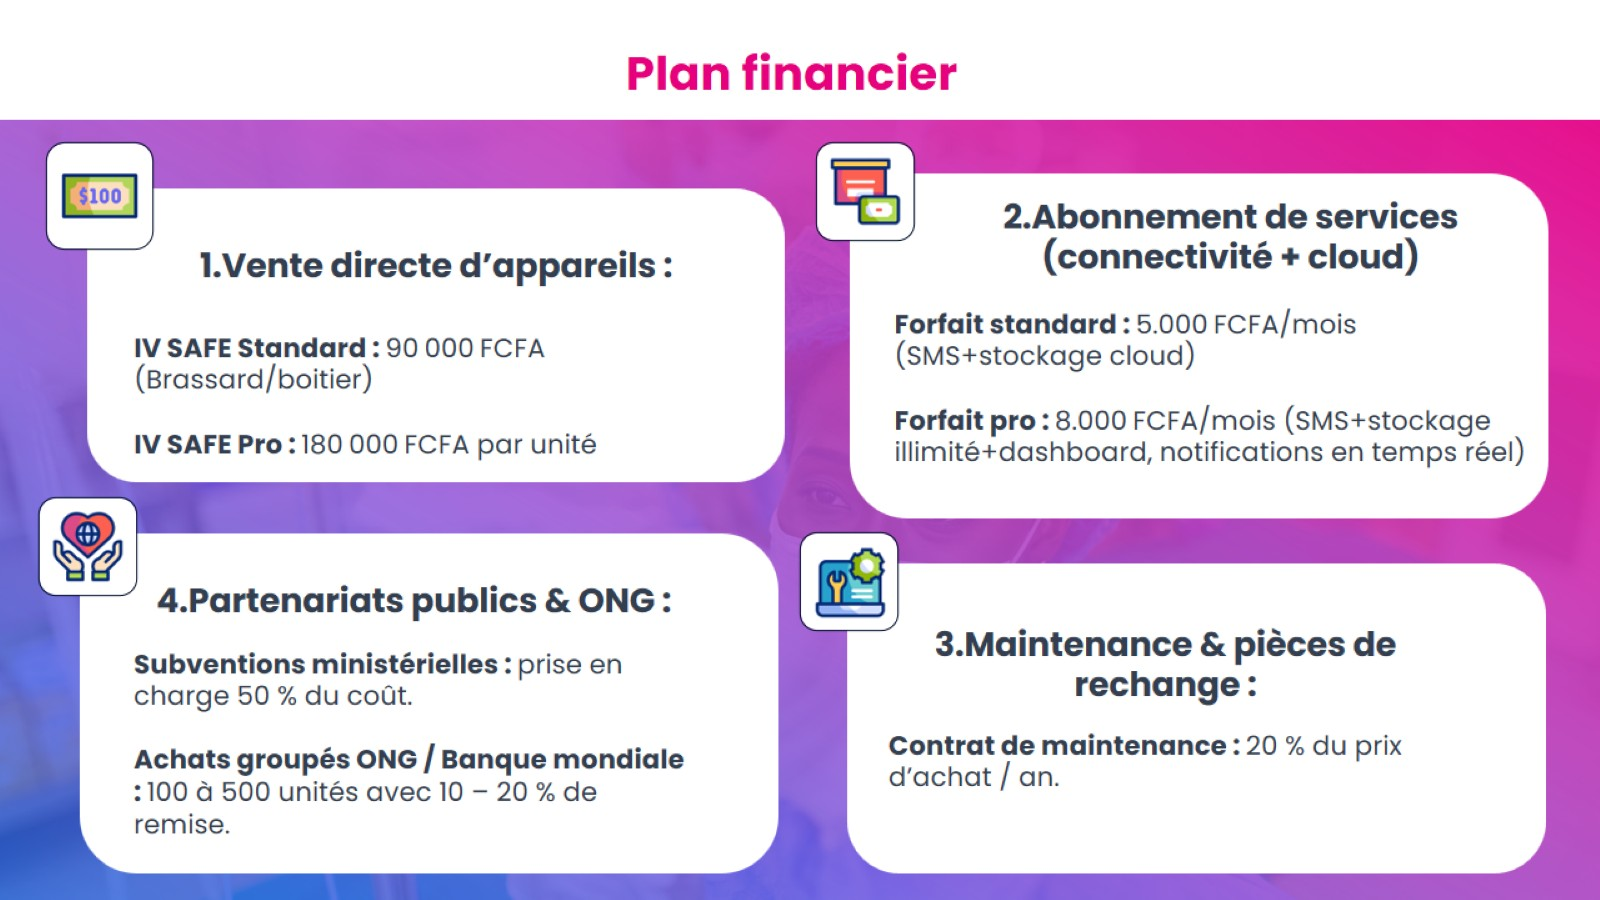 Plan financier
$100
1.Vente directe d’appareils :
IV SAFE Standard : 90 000 FCFA
(Brassard/boitier)
IV SAFE Pro : 180 000 FCFA par unité
2.Abonnement de services
(connectivité + cloud)
Forfait standard : 5.000 FCFA/mois
(SMS+stockage cloud)
Forfait pro : 8.000 FCFA/mois (SMS+stockage
illimité+dashboard, notifications en temps réel)
3.Maintenance & pièces de
rechange :
Contrat de maintenance : 20 % du prix
d’achat / an.
4.Partenariats publics & ONG :
Subventions ministérielles : prise en
charge 50 % du coût.
Achats groupés ONG / Banque mondiale
: 100 à 500 unités avec 10 – 20 % de
remise.